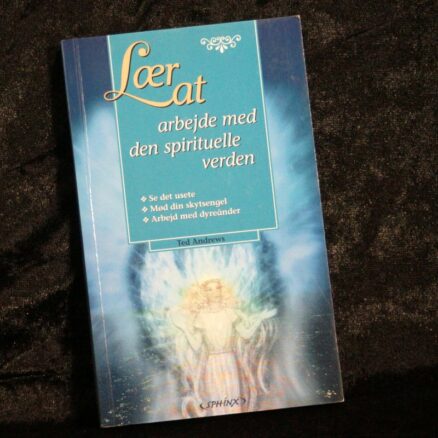 Lær
at
arbejde med
den spirituelle
verden
❖ Se det usete
❖ Mød din skytsengel
❖ Arbejd med dyreånder
Ted Andrews
SPHINX